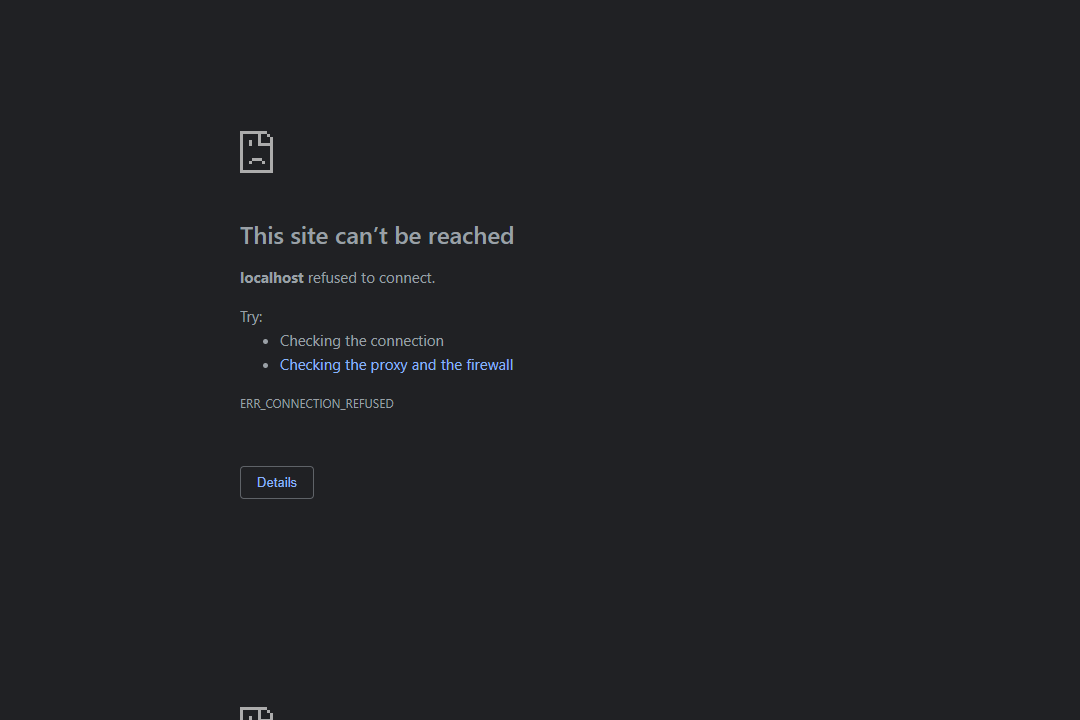 This site can’t be reached
localhost refused to connect.
Try:
Checking the connection
Checking the proxy and the firewall
ERR_CONNECTION_REFUSED
Details